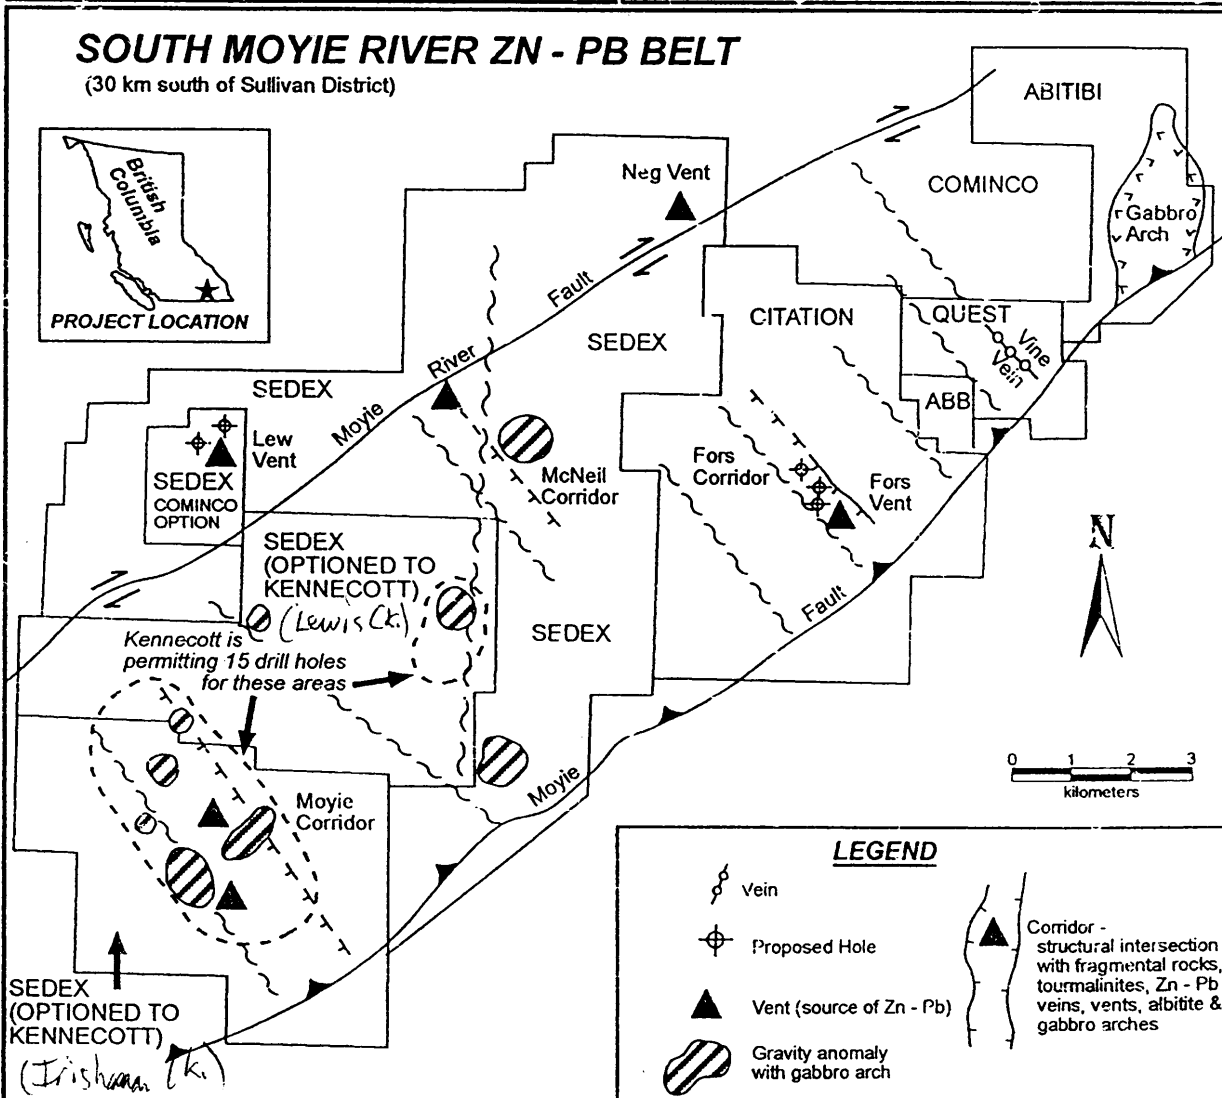 SOUTH MOYIE RIVER ZN - PB BELT
(30 km south of Sullivan District)
British
Columbia
PROJECT LOCATION
ABITIBI
COMINCO
Gabbro
Arch
Neg Vent
Moyie River Fault
SEDEX
CITATION
QUEST
Vine
Vein
ABB
SEDEX
Lew
Vent
SEDEX
COMINCO
OPTION
McNeil
Corridor
Fors
Corridor
Fors
Vent
SEDEX
(OPTIONED TO
KENNECOTT)
(Lewis Ck.)
SEDEX
Kennecott is
permitting 15 drill holes
for these areas
Moyie Fault
Moyie
Corridor
N
0 1 2 3
kilometers
SEDEX
(OPTIONED TO
KENNECOTT)
LEGEND
Vein
Proposed Hole
Vent (source of Zn - Pb)
Gravity anomaly
with gabbro arch
Corridor -
structural intersection
with fragmental rocks,
tourmalinites, Zn - Pb
veins, vents, albitite &
gabbro arches